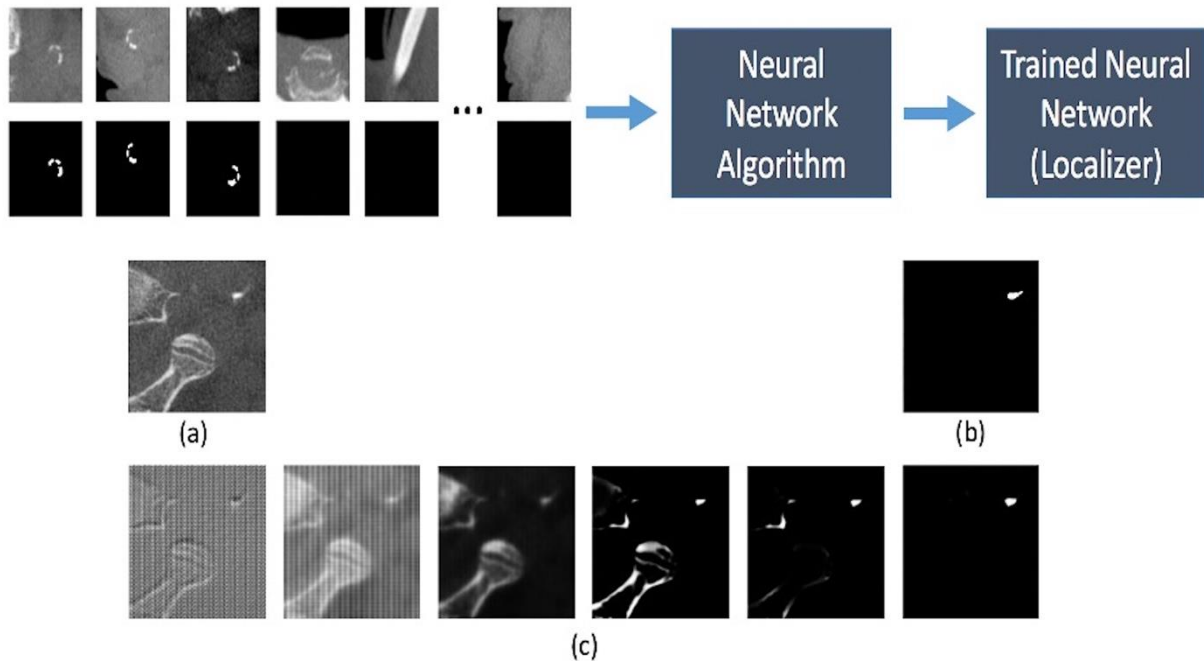 ...
Neural
Network
Algorithm
Trained Neural
Network
(Localizer)
(a)
(b)
(c)